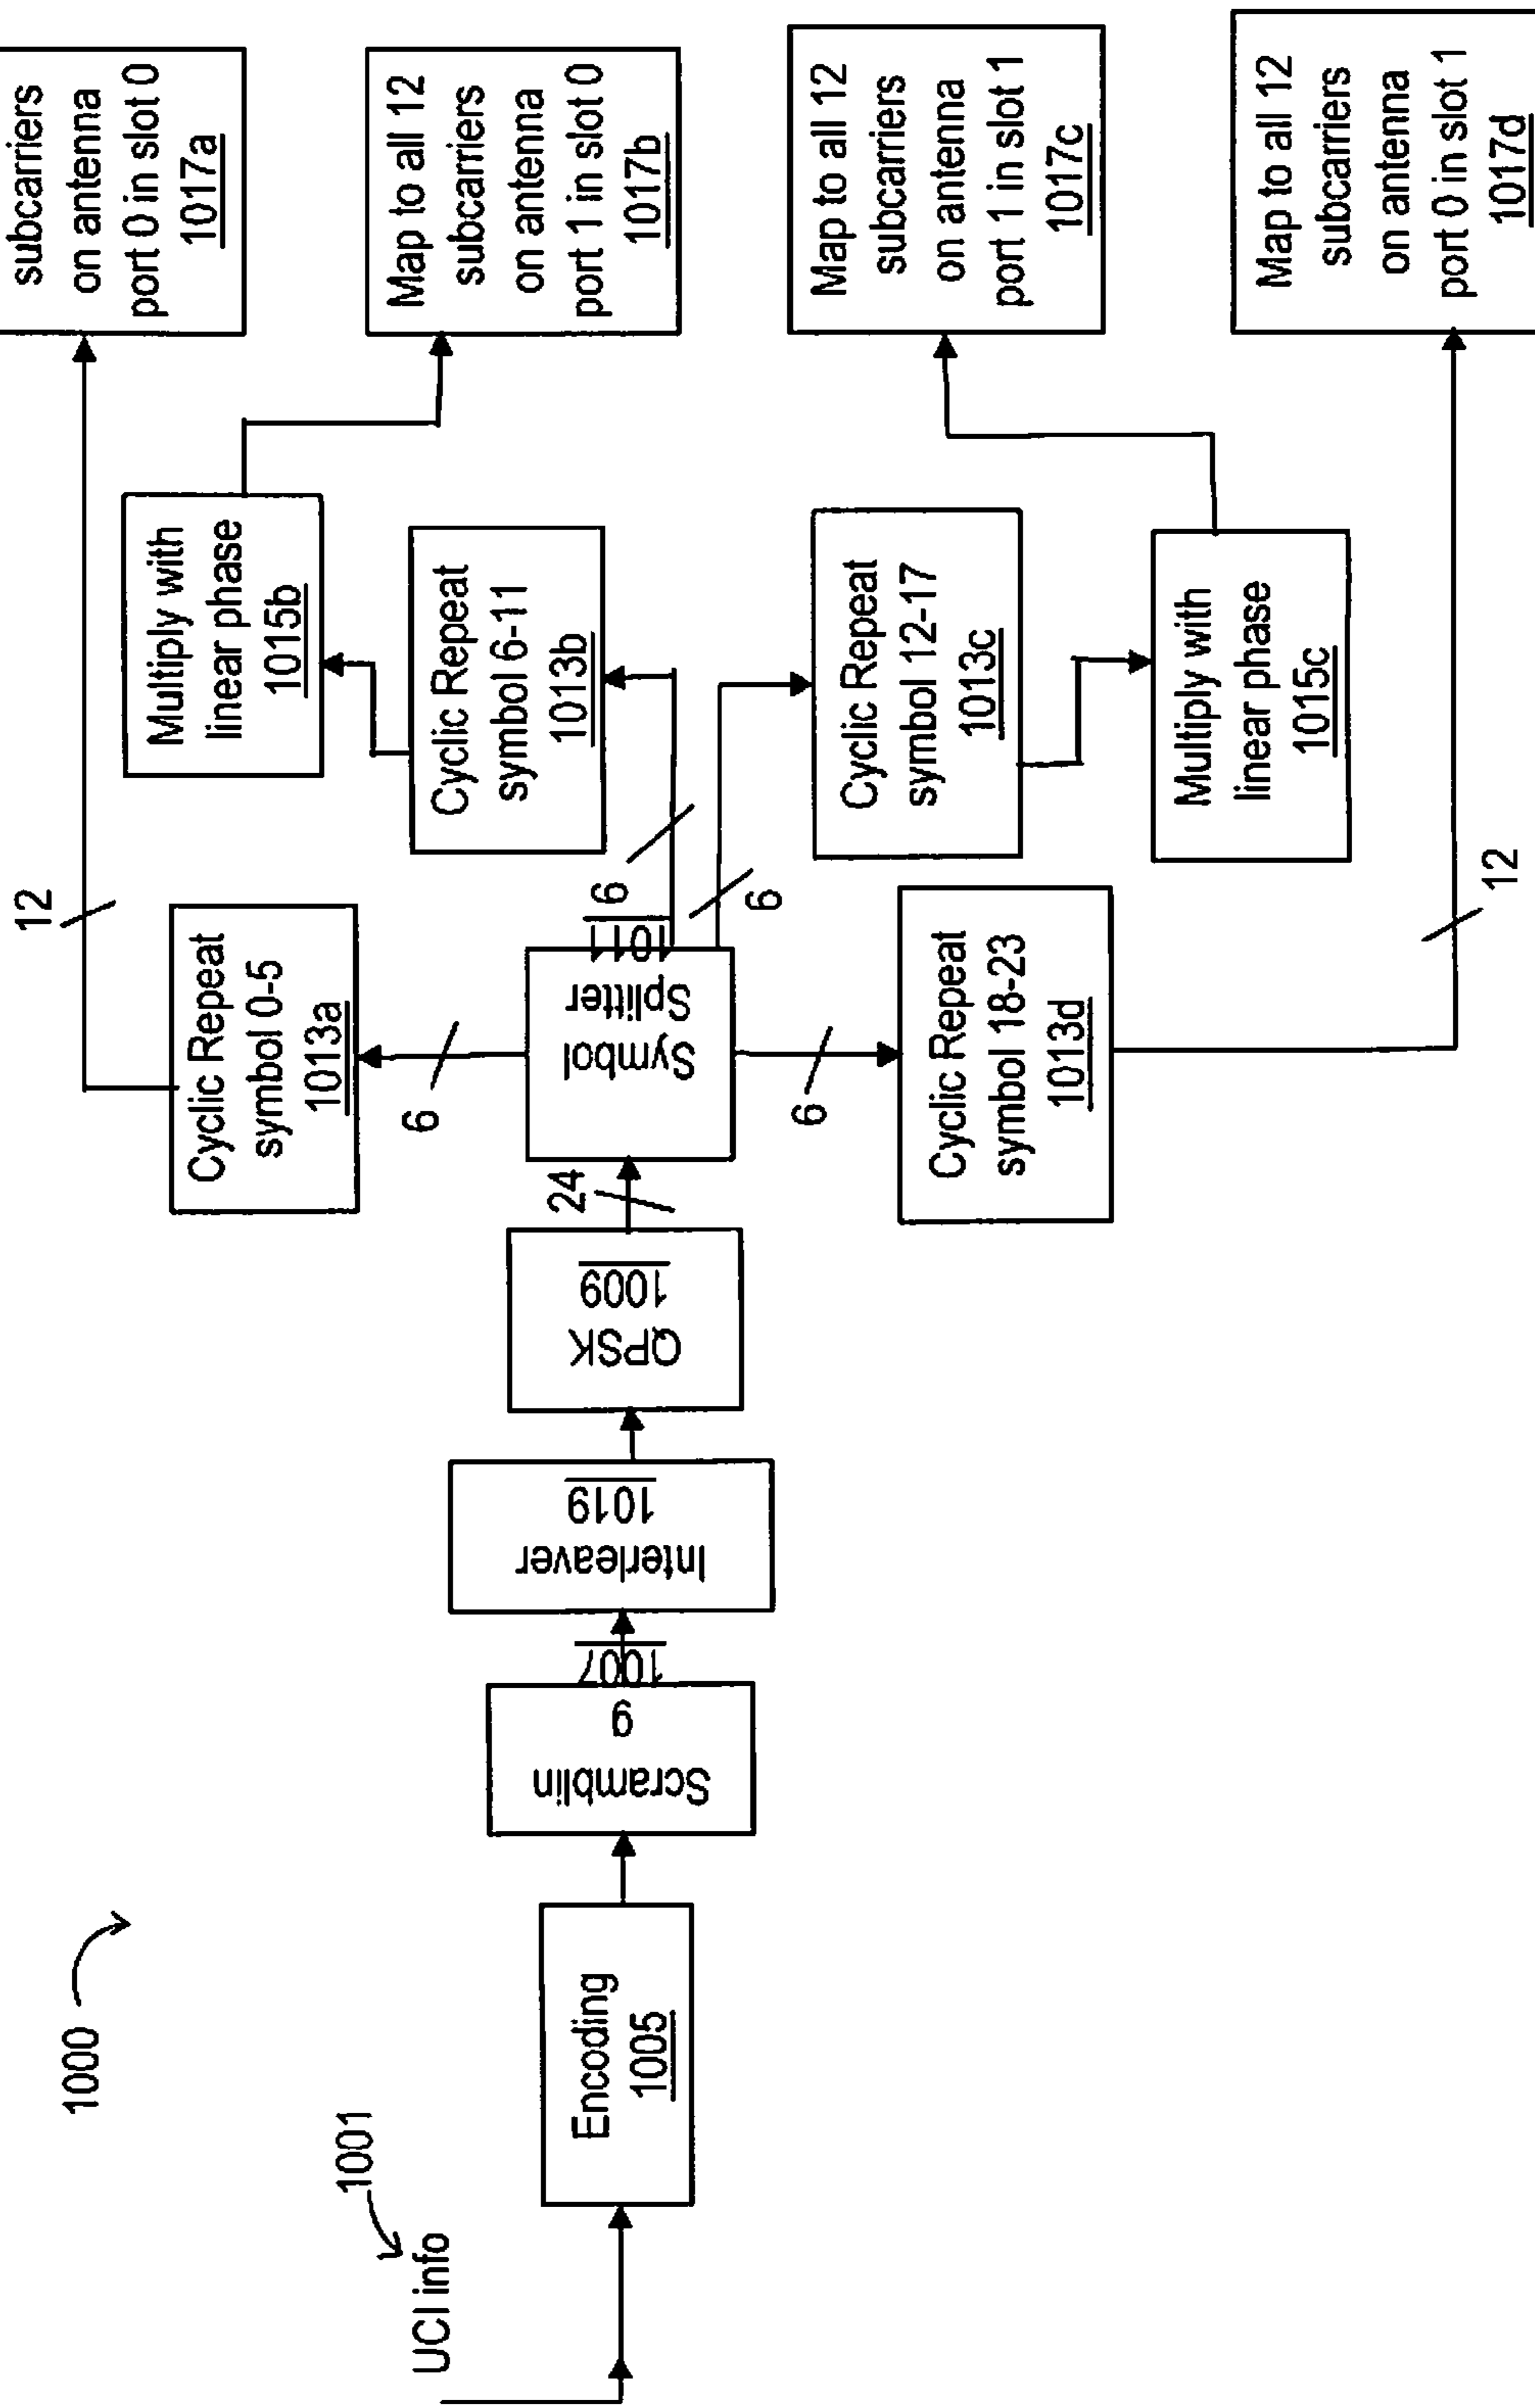 1000
1001
UCI info
Encoding
1005
Scramblin
g
1007
Interleaver
1019
QPSK
1009
24
Symbol
Splitter
1011
6
Cyclic Repeat
symbol 0-5
1013a
12
subcarriers
on antenna
port 0 in slot 0
1017a
6
Cyclic Repeat
symbol 6-11
1013b
Multiply with
linear phase
1015b
Map to all 12
subcarriers
on antenna
port 1 in slot 0
1017b
6
Cyclic Repeat
symbol 12-17
1013c
Multiply with
linear phase
1015c
Map to all 12
subcarriers
on antenna
port 1 in slot 1
1017c
6
Cyclic Repeat
symbol 18-23
1013d
12
Map to all 12
subcarriers
on antenna
port 0 in slot 1
1017d